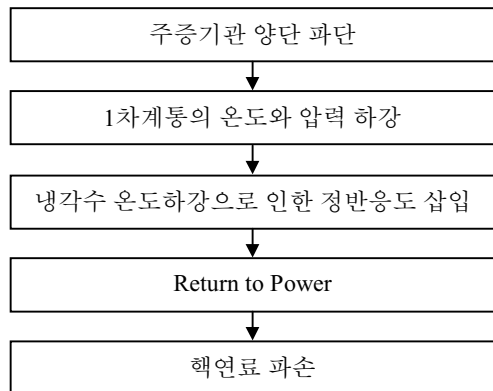 주증기관 양단 파단
1차계통의 온도와 압력 하강
냉각수 온도하강으로 인한 정반응도 삽입
Return to Power
핵연료 파손